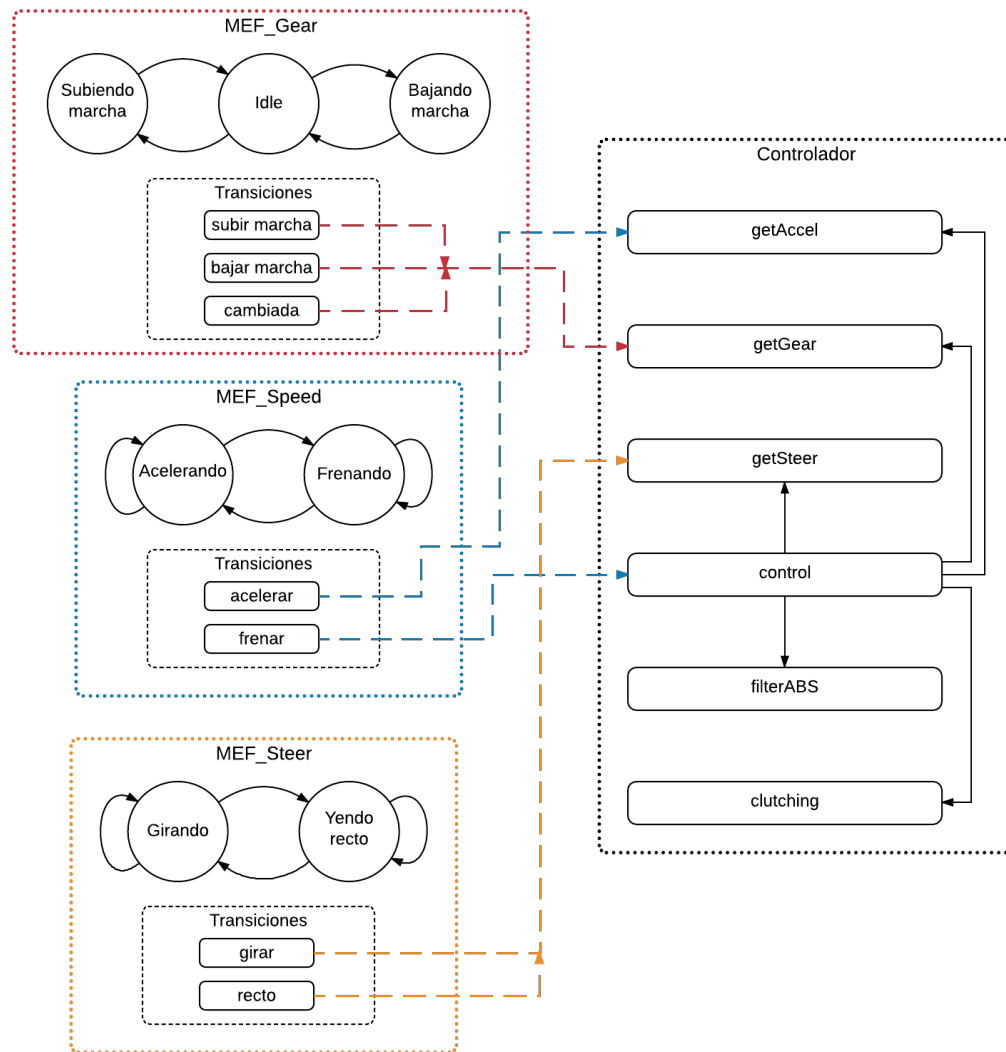 MEF_Gear
Subiendo
marcha
Idle
Bajando
marcha
Transiciones
subir marcha
bajar marcha
cambiada
MEF_Speed
Acelerando
Frenando
Transiciones
acelerar
frenar
MEF_Steer
Girando
Yendo
recto
Transiciones
girar
recto
Controlador
getAccel
getGear
getSteer
control
filterABS
clutching